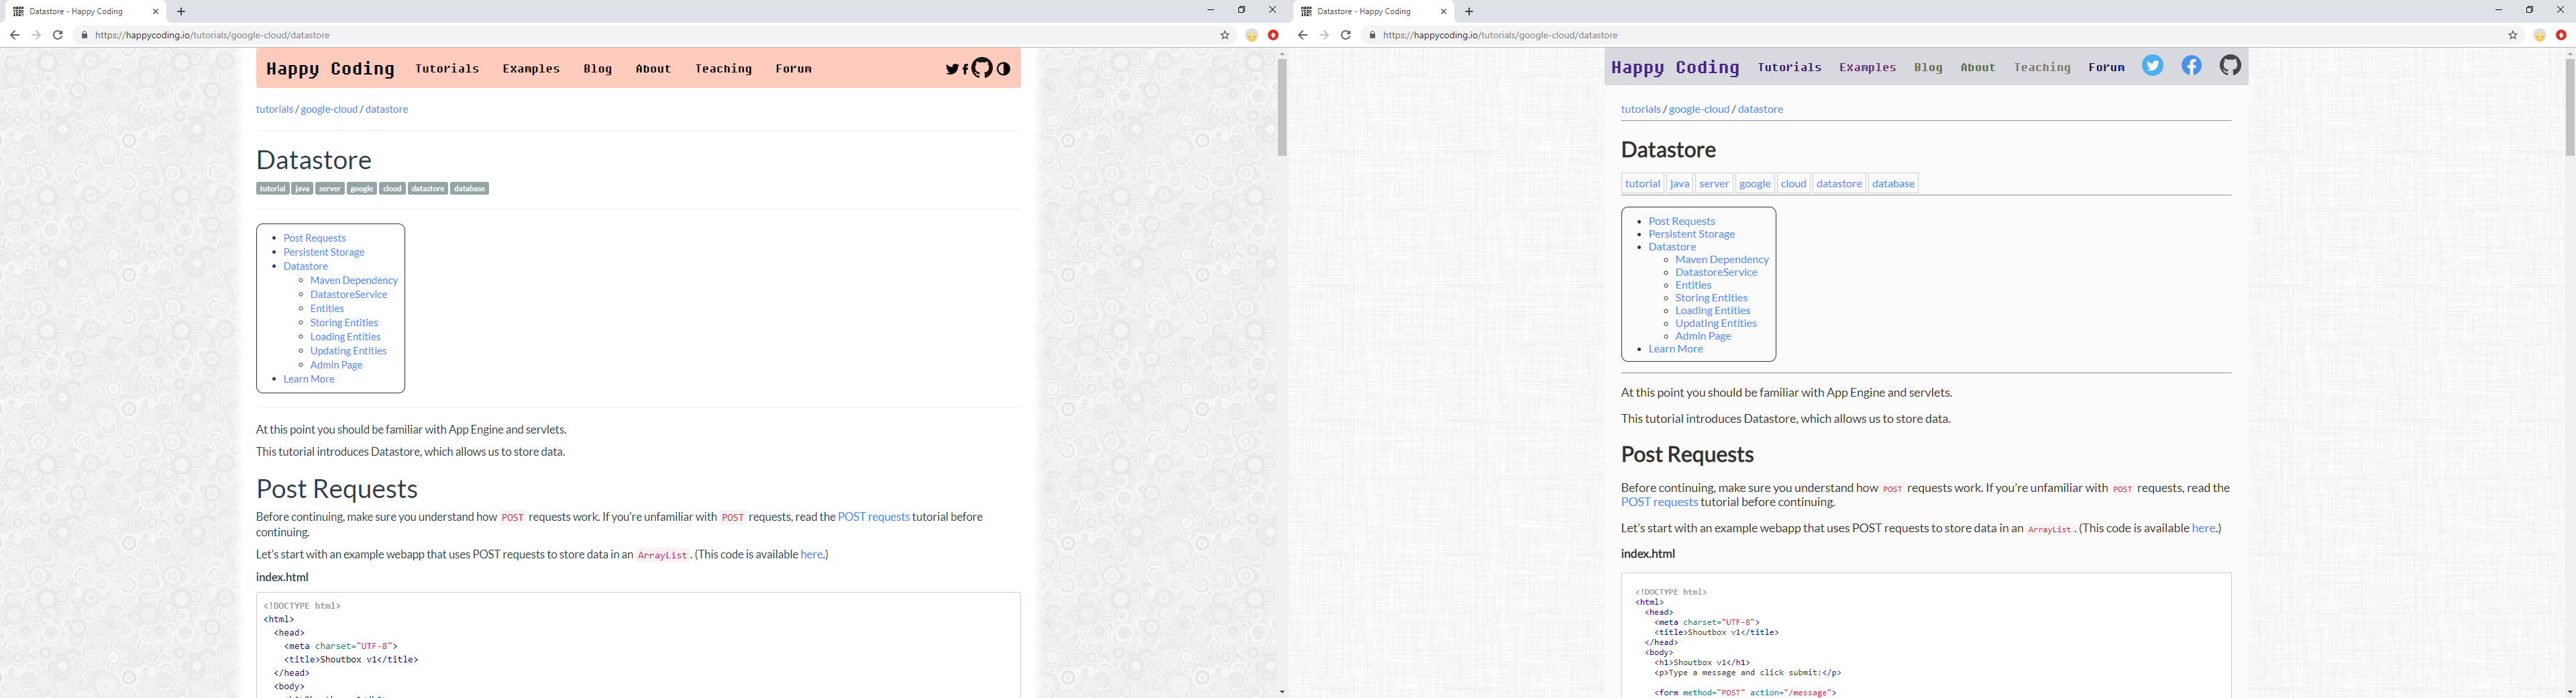 Datastore - Happy Coding
https://happycoding.io/tutorials/google-cloud/datastore
Happy Coding Tutorials Examples Blog About Teaching Forum
tutorials / google-cloud / datastore
Datastore
tutorial java server google cloud datastore database
Post Requests
Persistent Storage
Datastore
Maven Dependency
DatastoreService
Entities
Storing Entities
Loading Entities
Updating Entities
Admin Page
Learn More
At this point you should be familiar with App Engine and servlets.
This tutorial introduces Datastore, which allows us to store data.
Post Requests
Before continuing, make sure you understand how POST requests work. If you're unfamiliar with POST requests, read the POST requests tutorial before
continuing.
Let's start with an example webapp that uses POST requests to store data in an ArrayList. (This code is available here.)
index.html
<!DOCTYPE html>
<html>
<head>
<meta charset="UTF-8">
<title>Shoutbox v1</title>
</head>
<body>
Datastore - Happy Coding
https://happycoding.io/tutorials/google-cloud/datastore
Happy Coding Tutorials Examples Blog About Teaching Forum
tutorials / google-cloud / datastore
Datastore
tutorial java server google cloud datastore database
Post Requests
Persistent Storage
Datastore
Maven Dependency
DatastoreService
Entities
Storing Entities
Loading Entities
Updating Entities
Admin Page
Learn More
At this point you should be familiar with App Engine and servlets.
This tutorial introduces Datastore, which allows us to store data.
Post Requests
Before continuing, make sure you understand how POST requests work. If you're unfamiliar with POST requests, read the
POST requests tutorial before continuing.
Let's start with an example webapp that uses POST requests to store data in an ArrayList. (This code is available here.)
index.html
<!DOCTYPE html>
<html>
<head>
<meta charset="UTF-8">
<title>Shoutbox v1</title>
</head>
<body>
<h1>Shoutbox v1</h1>
<p>Type a message and click submit:</p>
<form method="POST" action="/message">